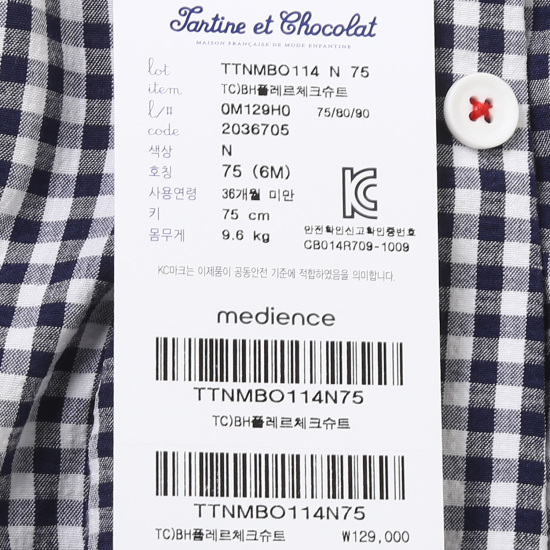 Tartine et Chocolat
MAISON FRANÇAISE DE MODE ENFANTINE
lot TTNMBO114 N 75
item TC)BH플레르체크슈트
l/# 0M129H0 75/80/90
code 2036705
색상 N
호칭 75 (6M)
사용연령 36개월 미만
키 75 cm
몸무게 9.6 kg
안전확인신고확인증번호
CB014R709-1009
KC마크는 이제품이 공통안전 기준에 적합하였음을 의미합니다.
medience
TTNMBO114N75
TC)BH플레르체크슈트
TTNMBO114N75
TC)BH플레르체크슈트 ₩129,000